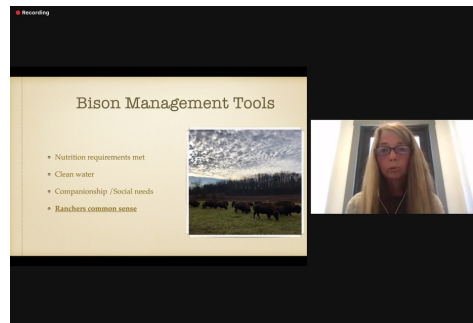 Recording
Bison Management Tools
Nutrition requirements met
Clean water
Companionship /Social needs
Ranchers common sense